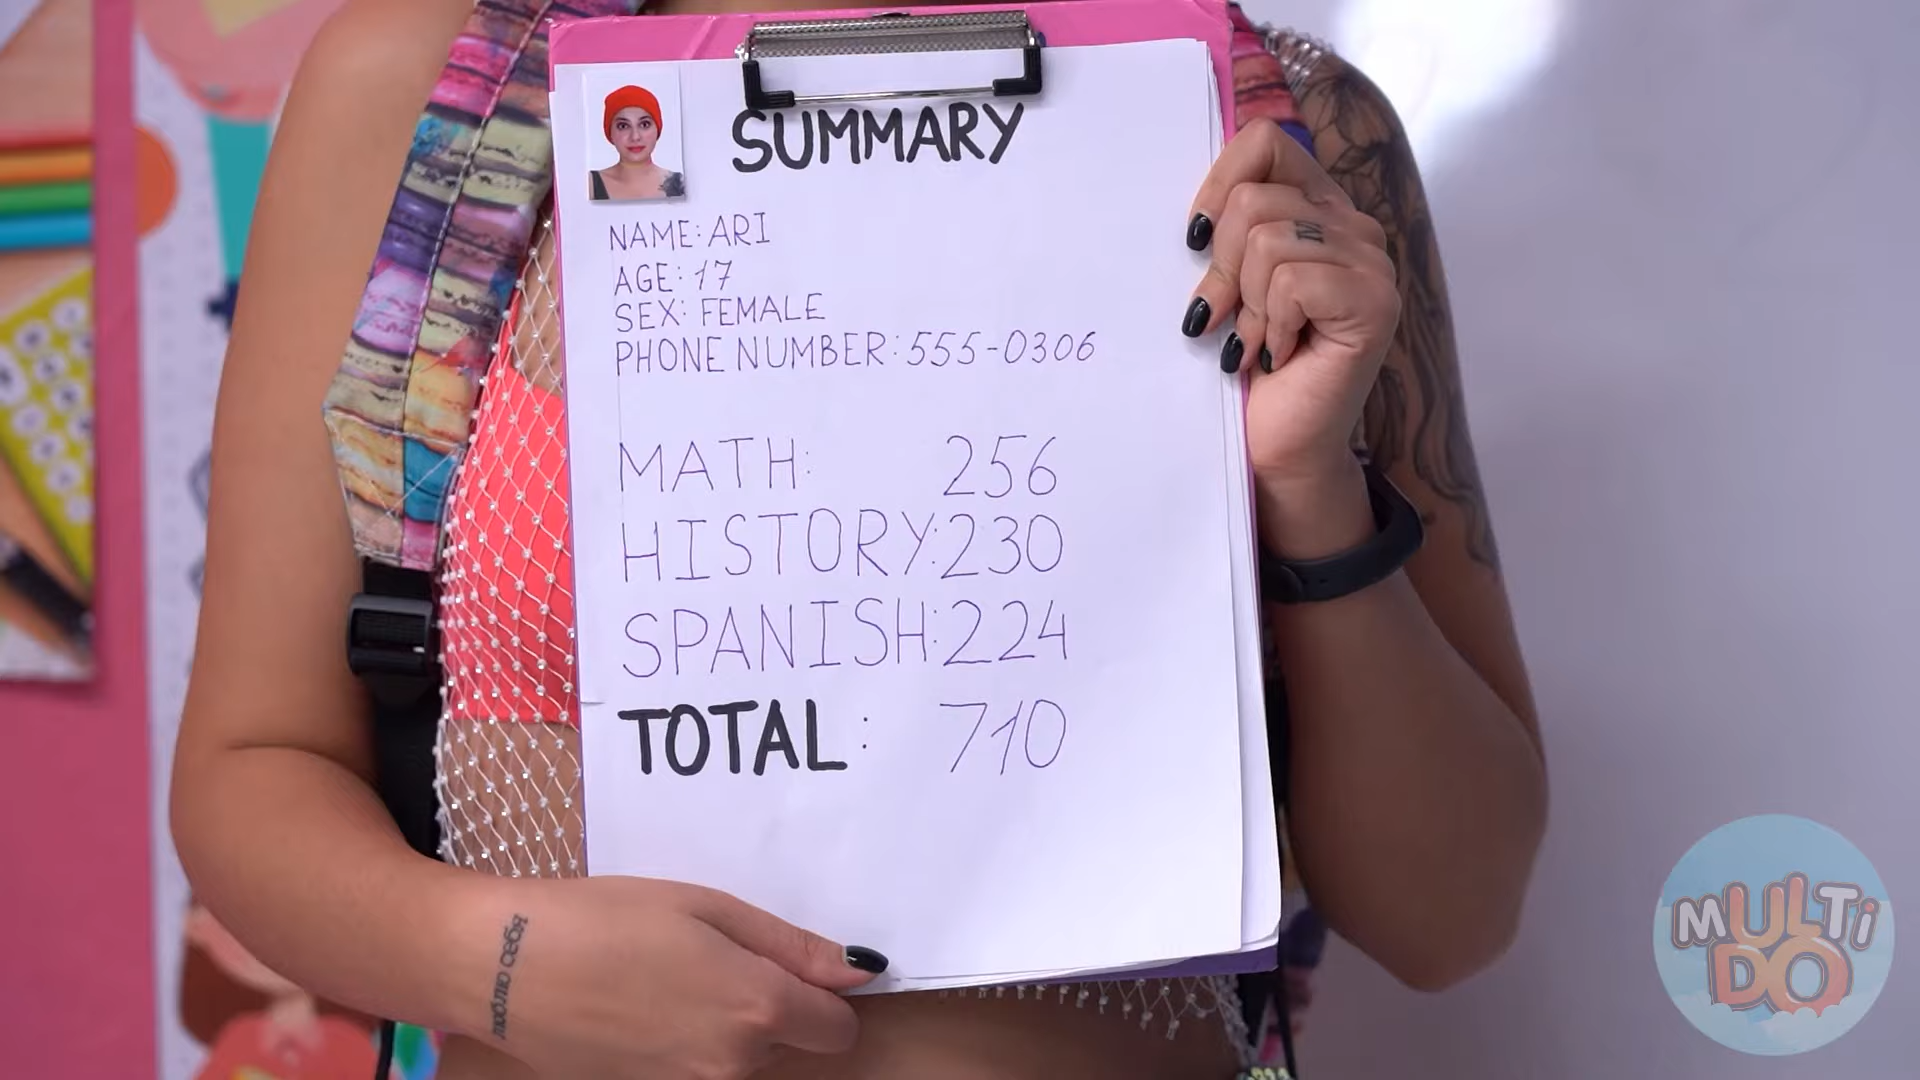 SUMMARY
NAME: ARI
AGE: 17
SEX: FEMALE
PHONE NUMBER: 555-0306
MATH: 256
HISTORY: 230
SPANISH: 224
TOTAL: 710
MULTi
DO